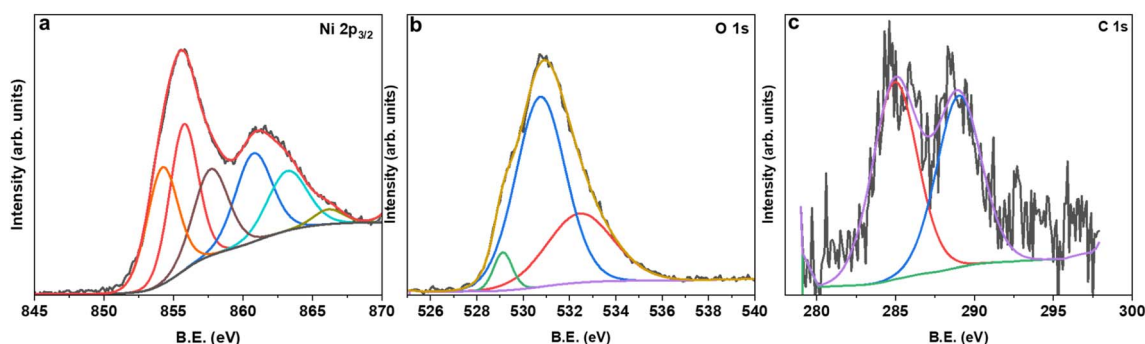 a
Ni 2p3/2
Intensity (arb. units)
845 850 855 860 865 870
B.E. (eV)
b
O 1s
Intensity (arb. units)
526 528 530 532 534 536 538 540
B.E. (eV)
c
C 1s
Intensity (arb. units)
280 285 290 295 300
B.E. (eV)